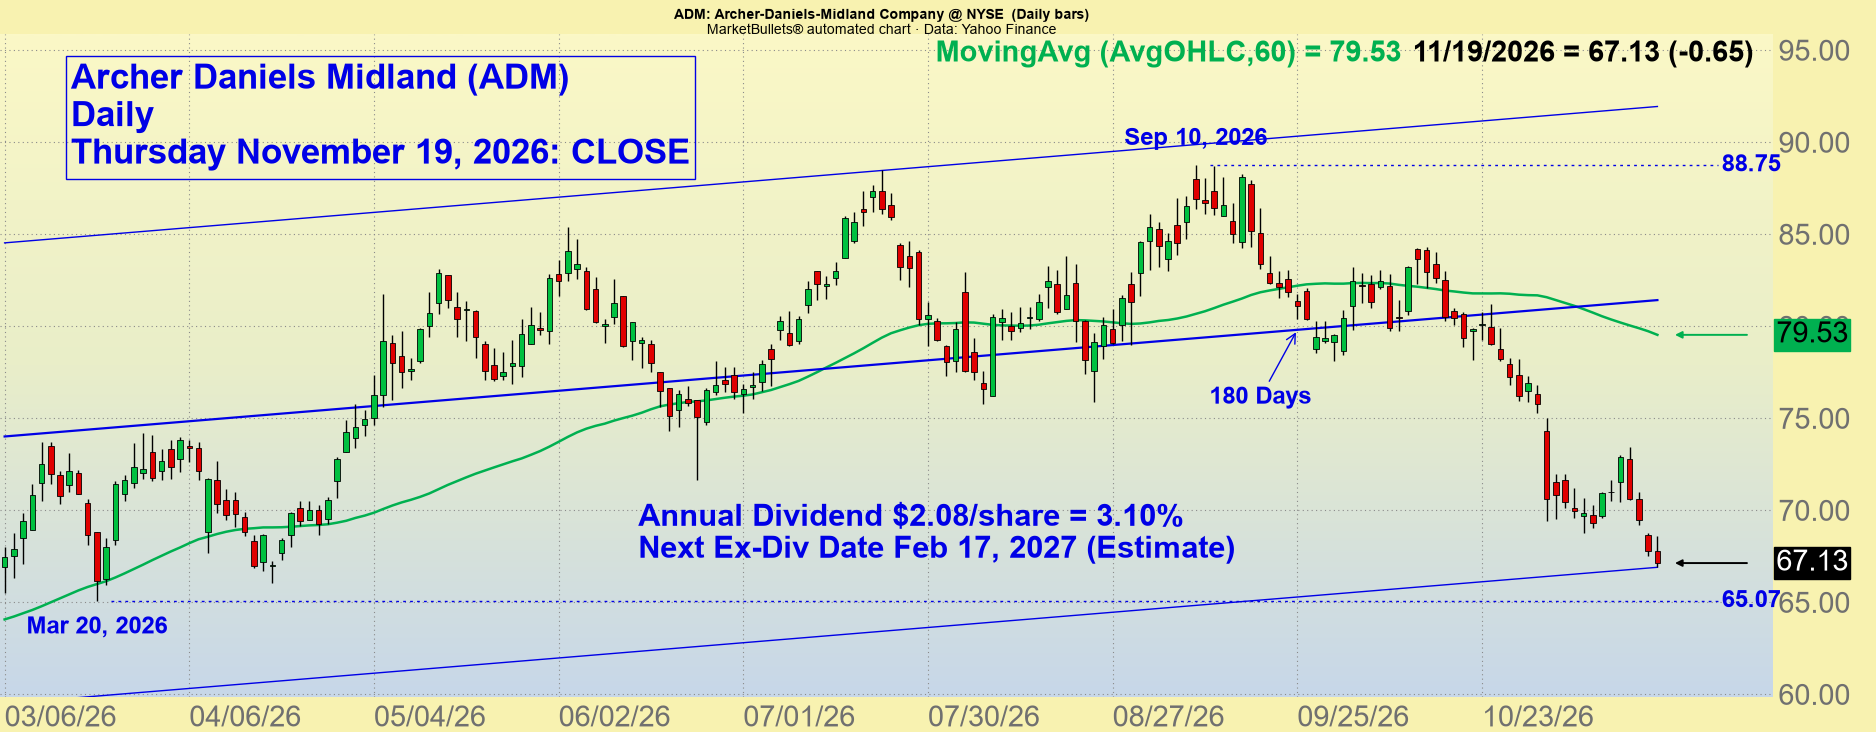 ADM: Archer-Daniels-Midland Company @ NYSE  (Daily bars)
MarketBullets® automated chart · Data: Yahoo Finance
MovingAvg (AvgOHLC,60) = 79.53  11/19/2026 = 67.13 (-0.65)
Archer Daniels Midland (ADM)
Daily
Thursday November 19, 2026: CLOSE
95.00
90.00
Sep 10, 2026
88.75
85.00
79.53
180 Days
75.00
Annual Dividend $2.08/share = 3.10%
Next Ex-Div Date Feb 17, 2027 (Estimate)
70.00
67.13
65.07
65.00
Mar 20, 2026
60.00
03/06/26 04/06/26 05/04/26 06/02/26 07/01/26 07/30/26 08/27/26 09/25/26 10/23/26